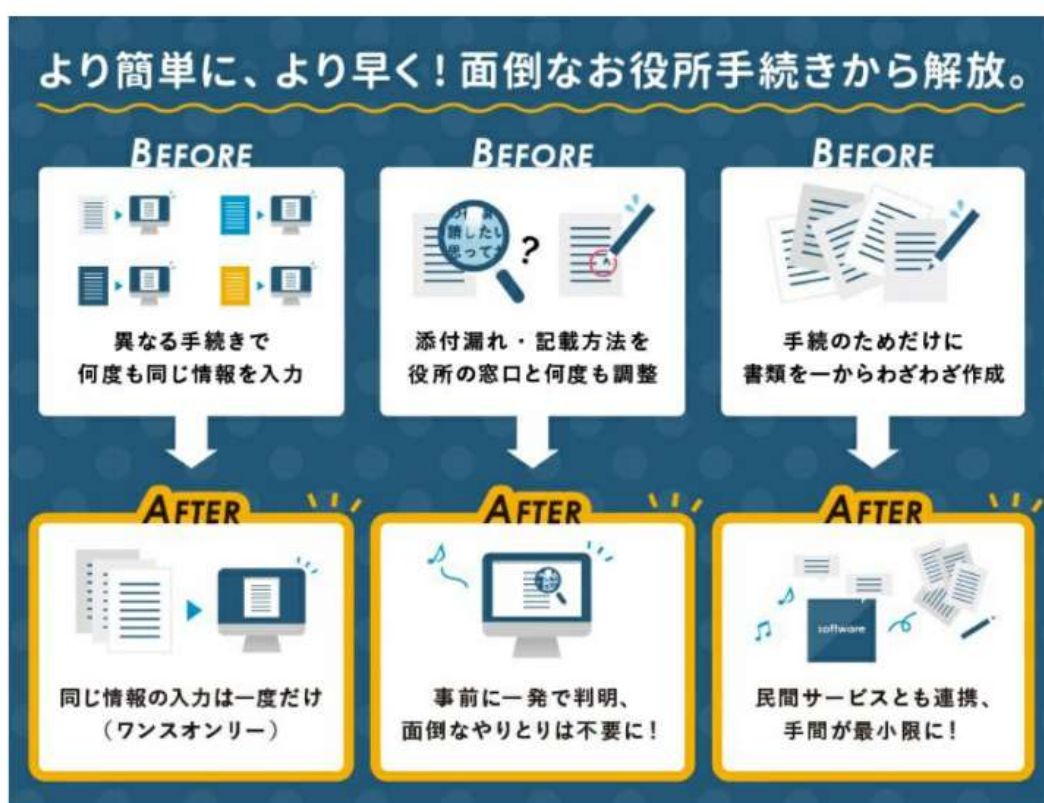 より簡単に、より早く！面倒なお役所手続きから解放。
BEFORE
異なる手続きで
何度も同じ情報を入力
BEFORE
願したい
思って
?
添付漏れ・記載方法を
役所の窓口と何度も調整
BEFORE
手続のためだけに
書類を一からわざわざ作成
AFTER
同じ情報の入力は一度だけ
（ワンスオンリー）
AFTER
事前に一発で判明、
面倒なやりとりは不要に！
AFTER
software
民間サービスとも連携、
手間が最小限に！